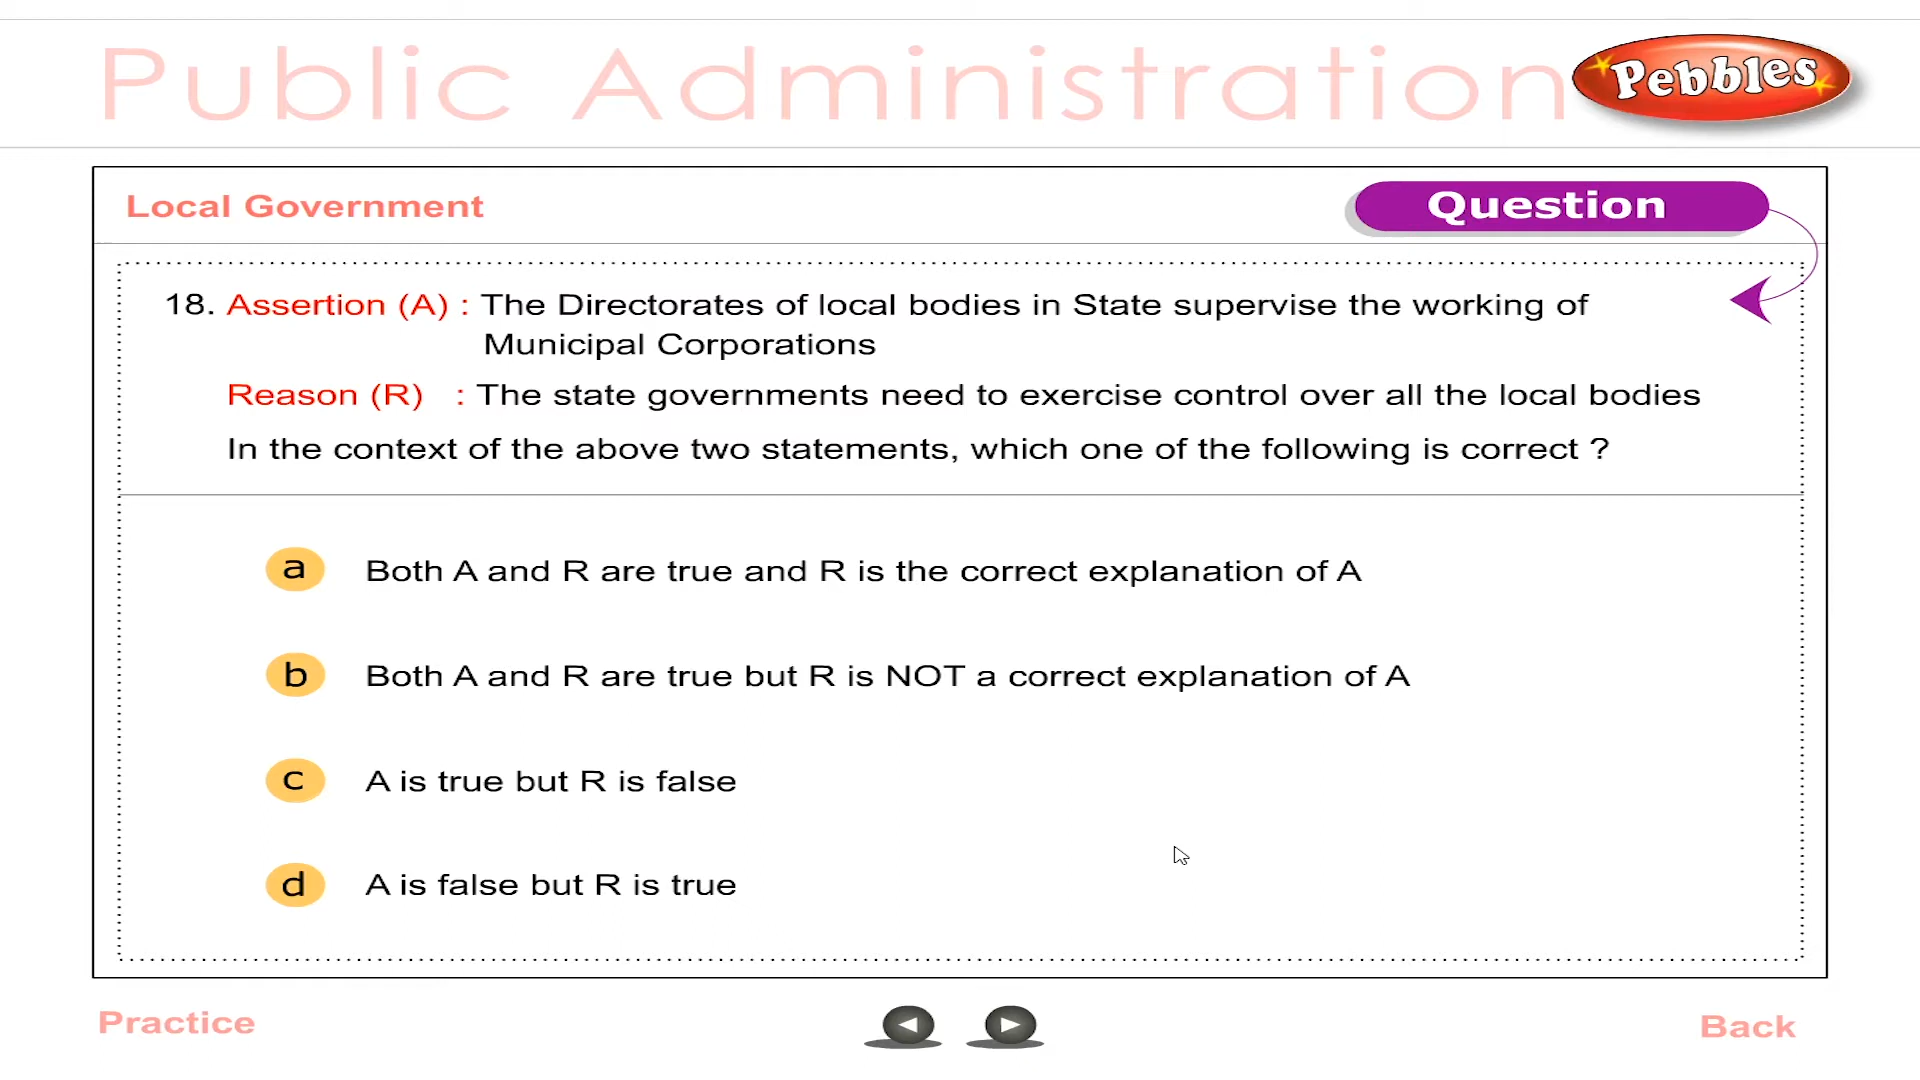 Public Administration
Pebbles
Local Government
Question
18. Assertion (A) : The Directorates of local bodies in State supervise the working of
Municipal Corporations
Reason (R) : The state governments need to exercise control over all the local bodies
In the context of the above two statements, which one of the following is correct ?
a Both A and R are true and R is the correct explanation of A
b Both A and R are true but R is NOT a correct explanation of A
c A is true but R is false
d A is false but R is true
Practice
Back